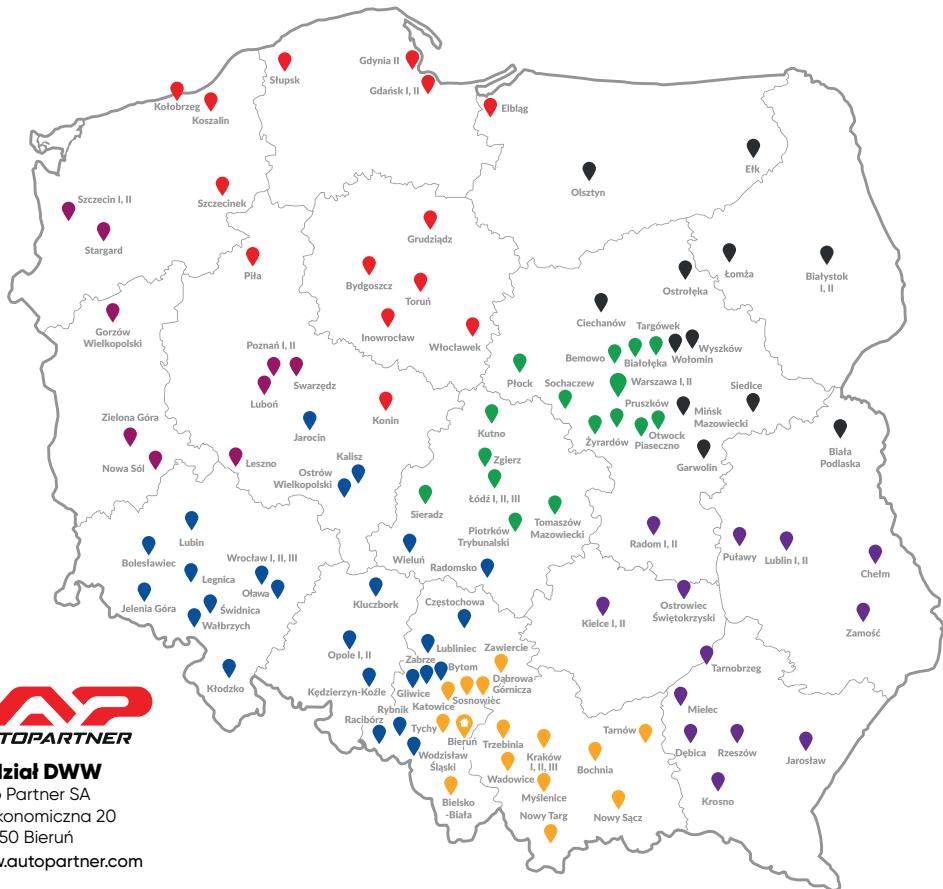 Gdynia II
Słupsk
Gdańsk I, II
Kołobrzeg
Koszalin
Elbląg
Ełk
Olsztyn
Szczecinek
Szczecin I, II
Stargard
Grudziądz
Piła
Bydgoszcz
Toruń
Łomża
Białystok
I, II
Ostrołęka
Ciechanów
Gorzów
Wielkopolski
Inowrocław
Włocławek
Targówek
Wyszków
Bemowo
Białołęka
Wołomin
Poznań I, II
Swarzędz
Luboń
Płock
Sochaczew
Warszawa I, II
Siedlce
Pruszków
Mińsk
Mazowiecki
Konin
Zielona Góra
Jarocin
Kutno
Żyrardów
Otwock
Piaseczno
Garwolin
Biała
Podlaska
Nowa Sól
Leszno
Kalisz
Ostrów
Wielkopolski
Zgierz
Łódź I, II, III
Sieradz
Piotrków
Trybunalski
Tomaszów
Mazowiecki
Radom I, II
Lubin
Bolesławiec
Wieluń
Radomsko
Puławy
Lublin I, II
Chełm
Wrocław I, II, III
Legnica
Oława
Jelenia Góra
Świdnica
Wałbrzych
Kluczbork
Częstochowa
Kielce I, II
Ostrowiec
Świętokrzyski
Zamość
Opole I, II
Lubliniec
Zawiercie
Tarnobrzeg
Kłodzko
Kędzierzyn-Koźle
Zabrze
Bytom
Dąbrowa
Górnicza
Gliwice
Sosnowiec
Katowice
Mielec
Racibórz
Rybnik
Tychy
Bieruń
Trzebinia
Kraków
I, II, III
Tarnów
Bochnia
Dębica
Rzeszów
Jarosław
Wodzisław
Śląski
Wadowice
Myślenice
Krosno
Bielsko
-Biała
Nowy Targ
Nowy Sącz
AP
TOPARTNER
dział DWW
o Partner SA
konomiczna 20
50 Bieruń
w.autopartner.com